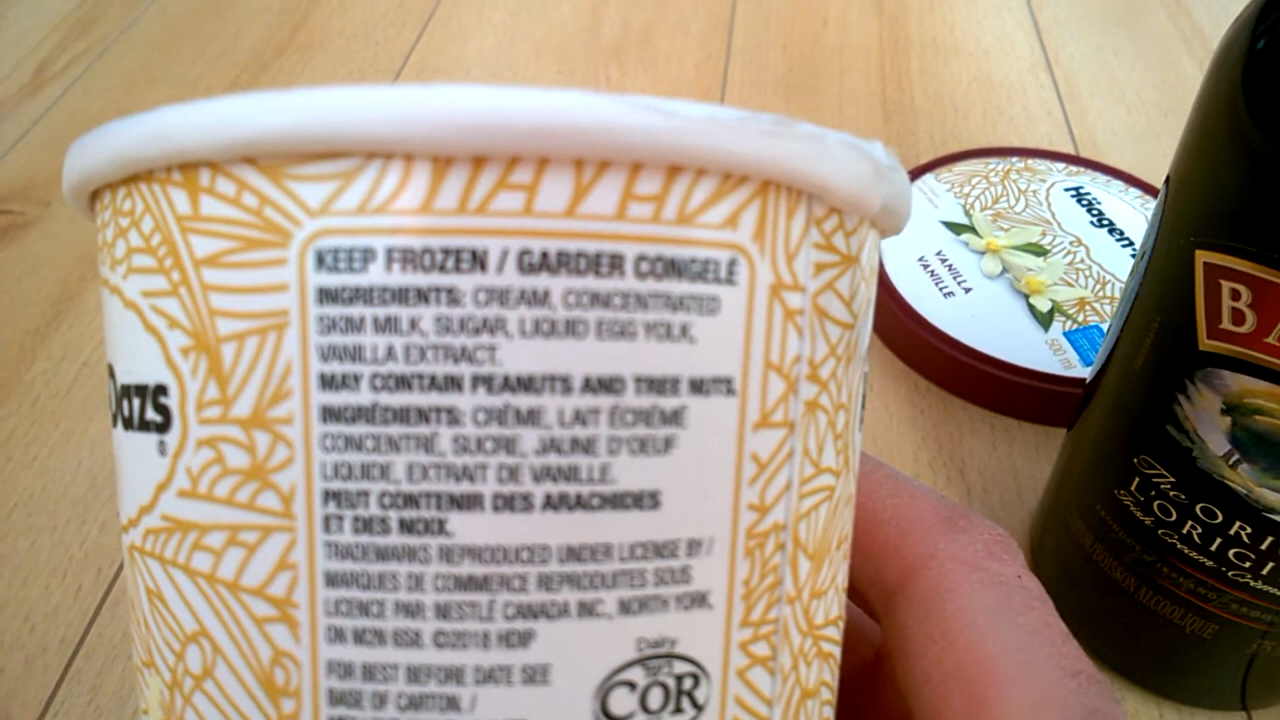 KEEP FROZEN / GARDER CONGELÉ
INGREDIENTS: CREAM, CONCENTRATED
SKIM MILK, SUGAR, LIQUID EGG YOLK,
VANILLA EXTRACT.
MAY CONTAIN PEANUTS AND TREE NUTS.
INGRÉDIENTS: CRÈME, LAIT ÉCRÉMÉ
CONCENTRÉ, SUCRE, JAUNE D'OEUF
LIQUIDE, EXTRAIT DE VANILLE.
PEUT CONTENIR DES ARACHIDES
ET DES NOIX.
TRADEMARKS REPRODUCED UNDER LICENSE BY /
MARQUES DE COMMERCE REPRODUITES SOUS
LICENCE PAR: NESTLÉ CANADA INC., NORTH YORK,
ON M2N 6S8. ©2018 HDIP
FOR BEST BEFORE DATE SEE
BASE OF CARTON. /
Dairy
COR
Dazs
Häagen
VANILLA
VANILLE
500 ml
BA
The
ORI
L'ORIGI
Irish Cream
BOISSON ALCOOLIQUE